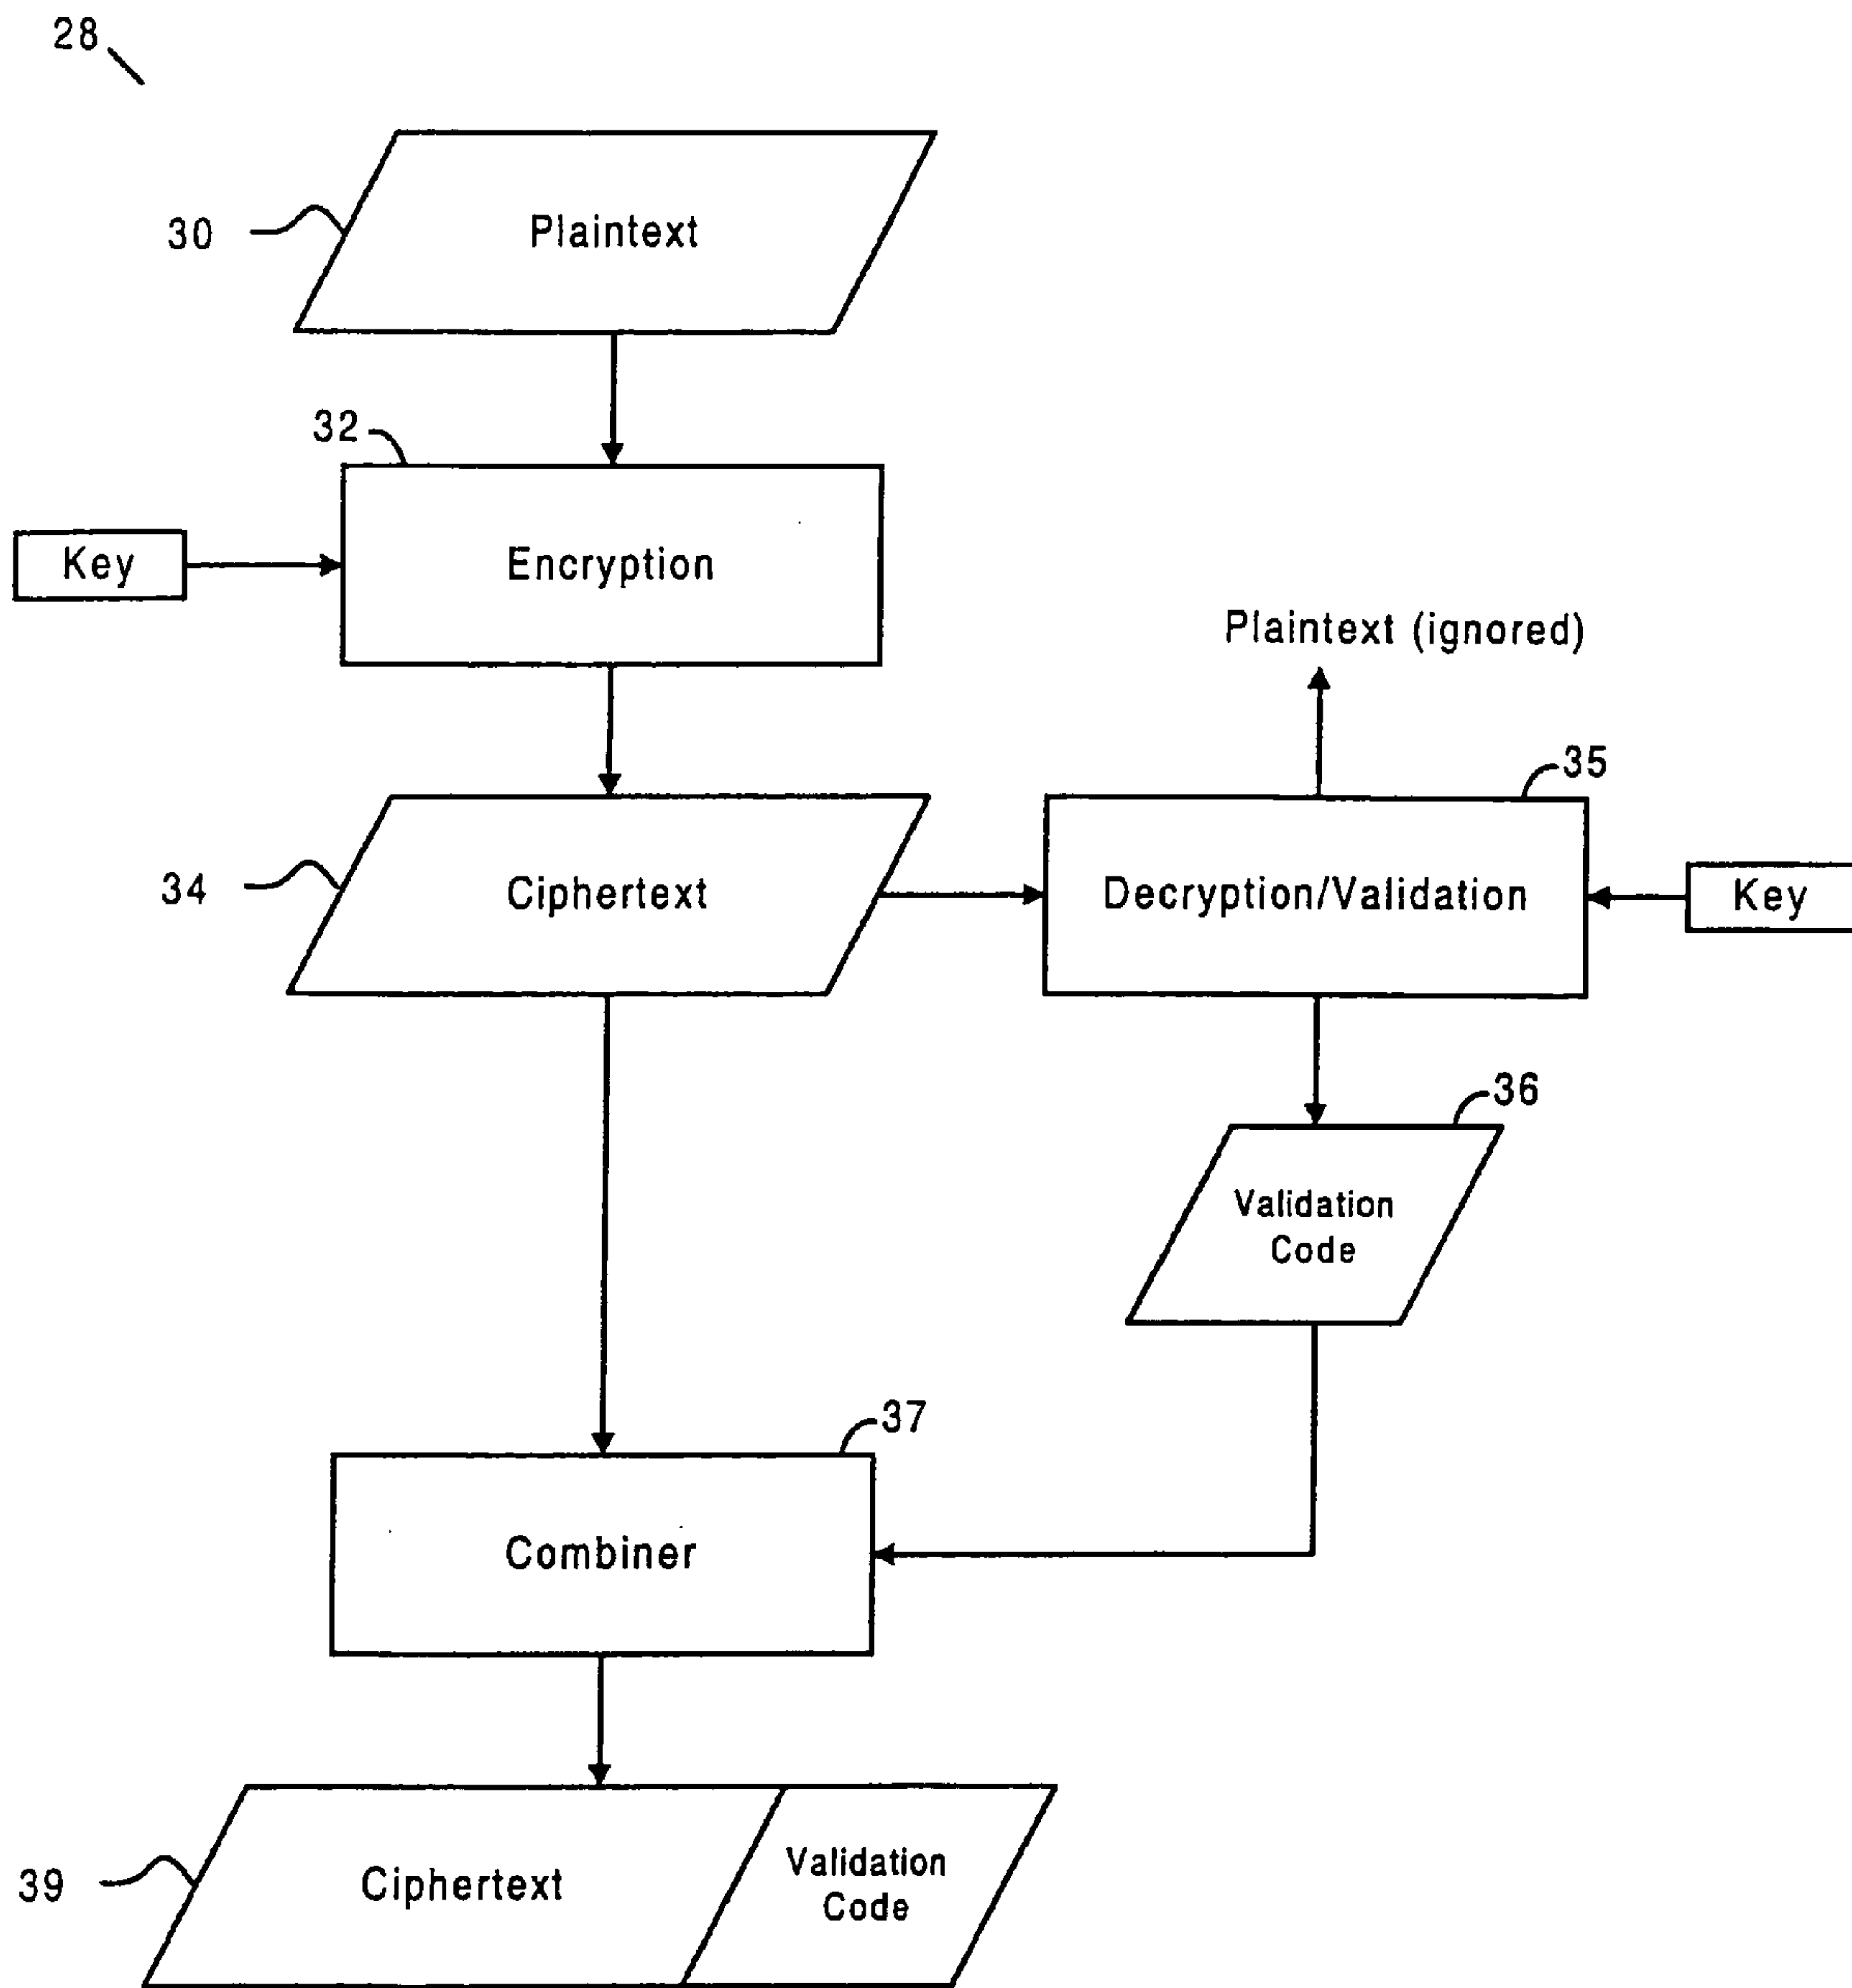 28
30
Plaintext
32
Key
Encryption
Plaintext (ignored)
35
34
Ciphertext
Decryption/Validation
Key
36
Validation
Code
37
Combiner
39
Ciphertext
Validation
Code